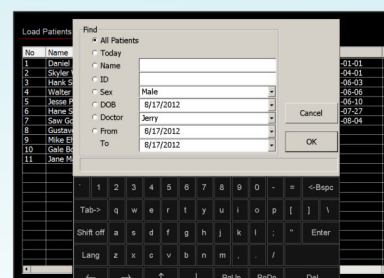 Load Patients
Find
All Patients
Today
Name
ID
Sex Male
DOB 8/17/2012
Doctor Jerry
From 8/17/2012
To 8/17/2012
Cancel
OK
No Name
1 Daniel -01-01
2 Skyler -04-01
3 Hank S -06-03
4 Walter -06-06
5 Jesse P -06-10
6 Hane S -07-27
7 Saw Go -08-04
8 Gustav
9 Mike Eh
10 Gale Bo
11 Jane Ma
` 1 2 3 4 5 6 7 8 9 0 - = <-Bspc
Tab-> q w e r t y u i o p [ ] \
Shift off a s d f g h j k l ; " Enter
Lang z x c v b n m , . /
← → ↑ ↓ PgUp PgDn Del